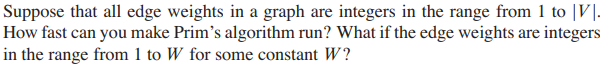 Suppose that all edge weights in a graph are integers in the range from 1 to |V|.
How fast can you make Prim's algorithm run? What if the edge weights are integers
in the range from 1 to W for some constant W?